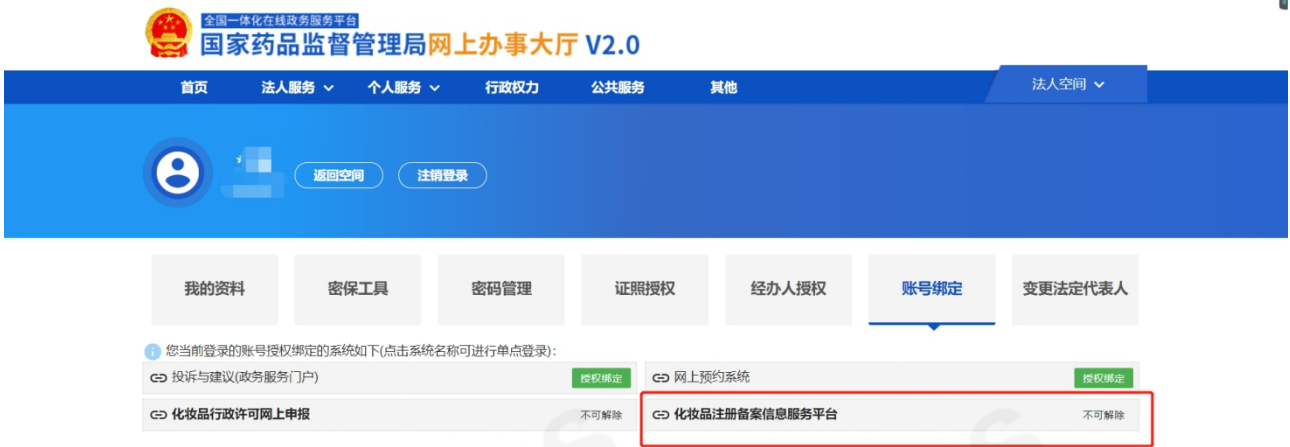 全国一体化在线政务服务平台
国家药品监督管理局网上办事大厅 V2.0
首页 法人服务 个人服务 行政权力 公共服务 其他 法人空间
返回空间 注销登录
我的资料 密保工具 密码管理 证照授权 经办人授权 账号绑定 变更法定代表人
您当前登录的账号授权绑定的系统如下(点击系统名称可进行单点登录):
投诉与建议(政务服务门户) 授权绑定 网上预约系统 授权绑定
化妆品行政许可网上申报 不可解除 化妆品注册备案信息服务平台 不可解除